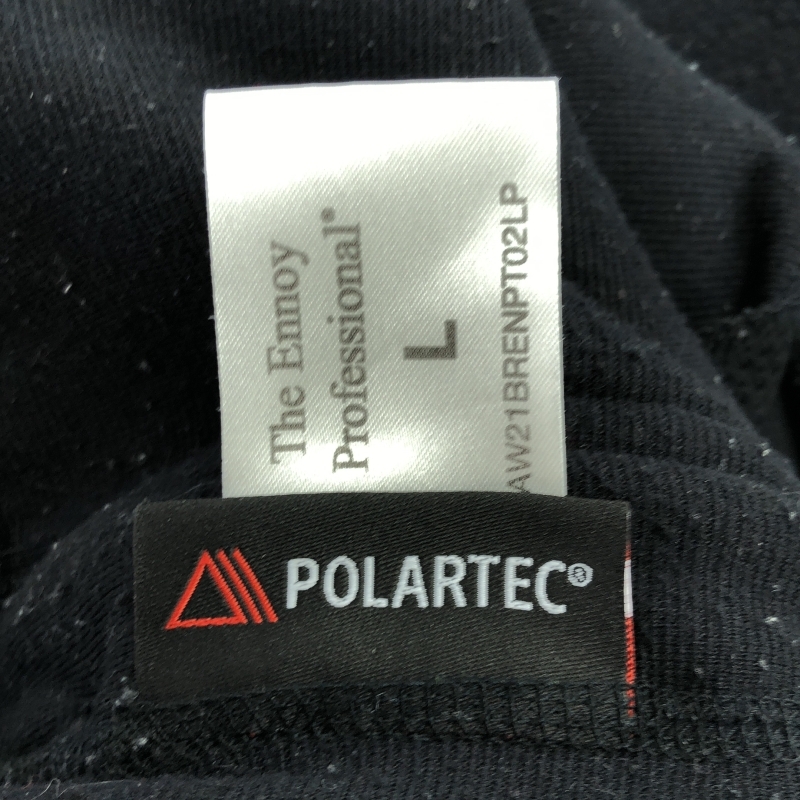 The Ennoy
Professional®
L
AW21BRENPT02LP
POLARTEC®